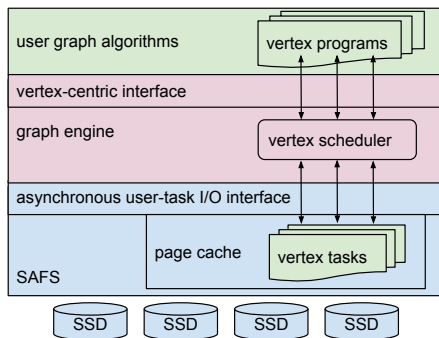 user graph algorithms
vertex programs
vertex-centric interface
graph engine
vertex scheduler
asynchronous user-task I/O interface
page cache
vertex tasks
SAFS
SSD SSD SSD SSD